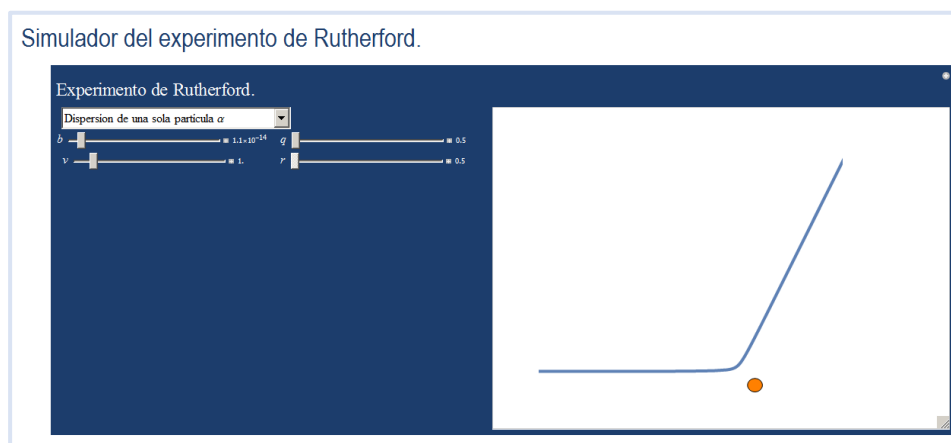 Simulador del experimento de Rutherford.
Experimento de Rutherford.
Dispersion de una sola particula α
b 1.1×10⁻¹⁴ q 0.5
v 1. r 0.5